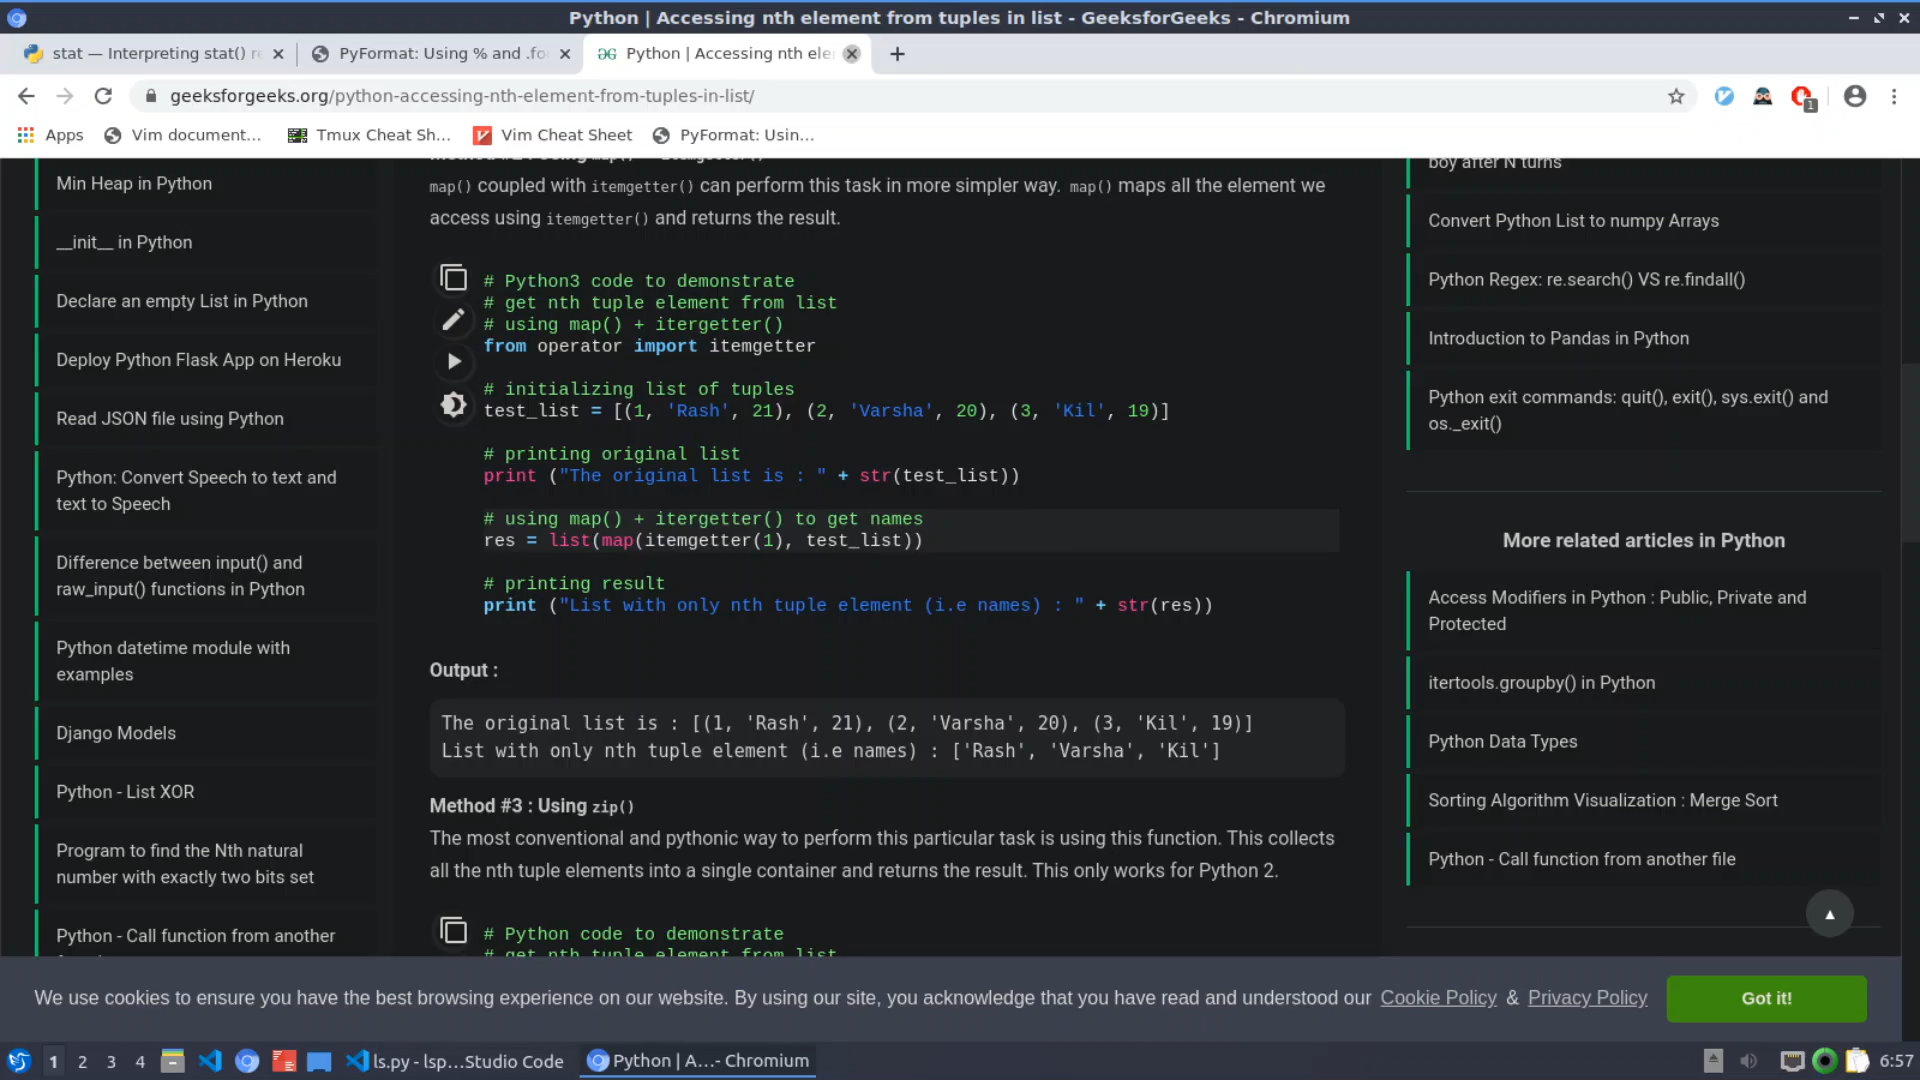 Python | Accessing nth element from tuples in list - GeeksforGeeks - Chromium
stat — Interpreting stat() re
PyFormat: Using % and .fo
Python | Accessing nth ele
geeksforgeeks.org/python-accessing-nth-element-from-tuples-in-list/
1
Apps
Vim document...
Tmux Cheat Sh...
Vim Cheat Sheet
PyFormat: Usin...
Min Heap in Python
__init__ in Python
Declare an empty List in Python
Deploy Python Flask App on Heroku
Read JSON file using Python
Python: Convert Speech to text and
text to Speech
Difference between input() and
raw_input() functions in Python
Python datetime module with
examples
Django Models
Python - List XOR
Program to find the Nth natural
number with exactly two bits set
Python - Call function from another
map() coupled with itemgetter() can perform this task in more simpler way. map() maps all the element we
access using itemgetter() and returns the result.
# Python3 code to demonstrate
# get nth tuple element from list
# using map() + itergetter()
from operator import itemgetter
# initializing list of tuples
test_list = [(1, 'Rash', 21), (2, 'Varsha', 20), (3, 'Kil', 19)]
# printing original list
print ("The original list is : " + str(test_list))
# using map() + itergetter() to get names
res = list(map(itemgetter(1), test_list))
# printing result
print ("List with only nth tuple element (i.e names) : " + str(res))
Output :
The original list is : [(1, 'Rash', 21), (2, 'Varsha', 20), (3, 'Kil', 19)]
List with only nth tuple element (i.e names) : ['Rash', 'Varsha', 'Kil']
Method #3 : Using zip()
The most conventional and pythonic way to perform this particular task is using this function. This collects
all the nth tuple elements into a single container and returns the result. This only works for Python 2.
# Python code to demonstrate
# get nth tuple element from list
boy after N turns
Convert Python List to numpy Arrays
Python Regex: re.search() VS re.findall()
Introduction to Pandas in Python
Python exit commands: quit(), exit(), sys.exit() and
os._exit()
More related articles in Python
Access Modifiers in Python : Public, Private and
Protected
itertools.groupby() in Python
Python Data Types
Sorting Algorithm Visualization : Merge Sort
Python - Call function from another file
We use cookies to ensure you have the best browsing experience on our website. By using our site, you acknowledge that you have read and understood our Cookie Policy & Privacy Policy
Got it!
1 2 3 4
ls.py - lsp...Studio Code
Python | A...- Chromium
6:57